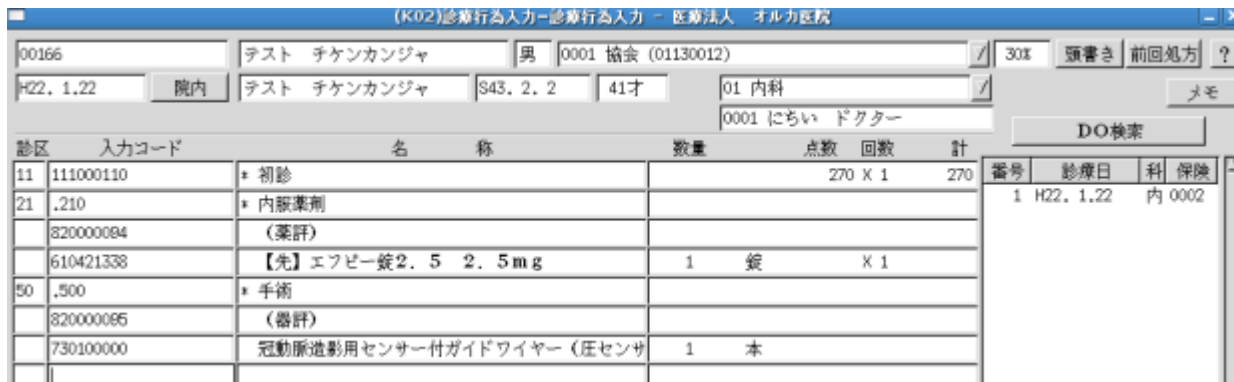 (K02)診療行為入力－診療行為入力 － 医療法人 オルカ医院
00166 テスト チケンカンジャ 男 0001 協会 (01130012) 30% 頭書き 前回処方 ?
H22. 1.22 院内 テスト チケンカンジャ S43. 2. 2 41才 01 内科 メモ
0001 にちい ドクター
DO検索
診区 入力コード 名 称 数量 点数 回数 計 番号 診療日 科 保険
11 111000110 * 初診 270 X 1 270
1 H22. 1.22 内 0002
21 .210 * 内服薬剤
820000094 （薬評）
610421338 【先】エフピー錠2．5 2．5mg 1 錠 X 1
50 .500 * 手術
820000095 （器評）
730100000 冠動脈造影用センサー付ガイドワイヤー（圧センサ 1 本